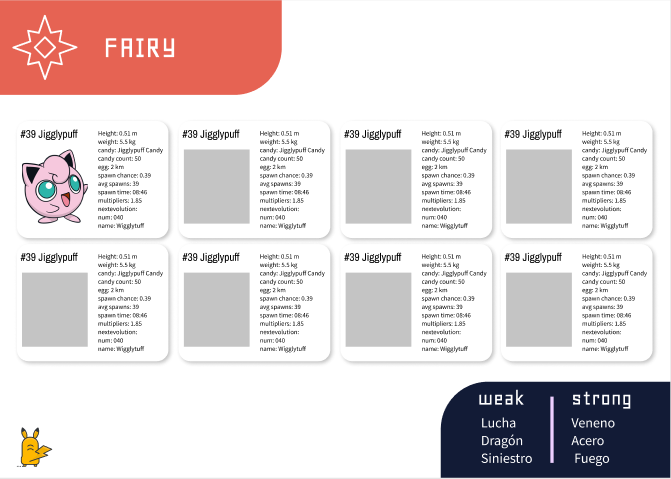 FAIRY
#39 Jigglypuff
Height: 0.51 m
weight: 5.5 kg
candy: Jigglypuff Candy
candy count: 50
egg: 2 km
spawn chance: 0.39
avg spawns: 39
spawn time: 08:46
multipliers: 1.85
nextevolution:
num: 040
name: Wigglytuff
#39 Jigglypuff
Height: 0.51 m
weight: 5.5 kg
candy: Jigglypuff Candy
candy count: 50
egg: 2 km
spawn chance: 0.39
avg spawns: 39
spawn time: 08:46
multipliers: 1.85
nextevolution:
num: 040
name: Wigglytuff
#39 Jigglypuff
Height: 0.51 m
weight: 5.5 kg
candy: Jigglypuff Candy
candy count: 50
egg: 2 km
spawn chance: 0.39
avg spawns: 39
spawn time: 08:46
multipliers: 1.85
nextevolution:
num: 040
name: Wigglytuff
#39 Jigglypuff
Height: 0.51 m
weight: 5.5 kg
candy: Jigglypuff Candy
candy count: 50
egg: 2 km
spawn chance: 0.39
avg spawns: 39
spawn time: 08:46
multipliers: 1.85
nextevolution:
num: 040
name: Wigglytuff
#39 Jigglypuff
Height: 0.51 m
weight: 5.5 kg
candy: Jigglypuff Candy
candy count: 50
egg: 2 km
spawn chance: 0.39
avg spawns: 39
spawn time: 08:46
multipliers: 1.85
nextevolution:
num: 040
name: Wigglytuff
#39 Jigglypuff
Height: 0.51 m
weight: 5.5 kg
candy: Jigglypuff Candy
candy count: 50
egg: 2 km
spawn chance: 0.39
avg spawns: 39
spawn time: 08:46
multipliers: 1.85
nextevolution:
num: 040
name: Wigglytuff
#39 Jigglypuff
Height: 0.51 m
weight: 5.5 kg
candy: Jigglypuff Candy
candy count: 50
egg: 2 km
spawn chance: 0.39
avg spawns: 39
spawn time: 08:46
multipliers: 1.85
nextevolution:
num: 040
name: Wigglytuff
#39 Jigglypuff
Height: 0.51 m
weight: 5.5 kg
candy: Jigglypuff Candy
candy count: 50
egg: 2 km
spawn chance: 0.39
avg spawns: 39
spawn time: 08:46
multipliers: 1.85
nextevolution:
num: 040
name: Wigglytuff
weak
Lucha
Dragón
Siniestro
strong
Veneno
Acero
Fuego